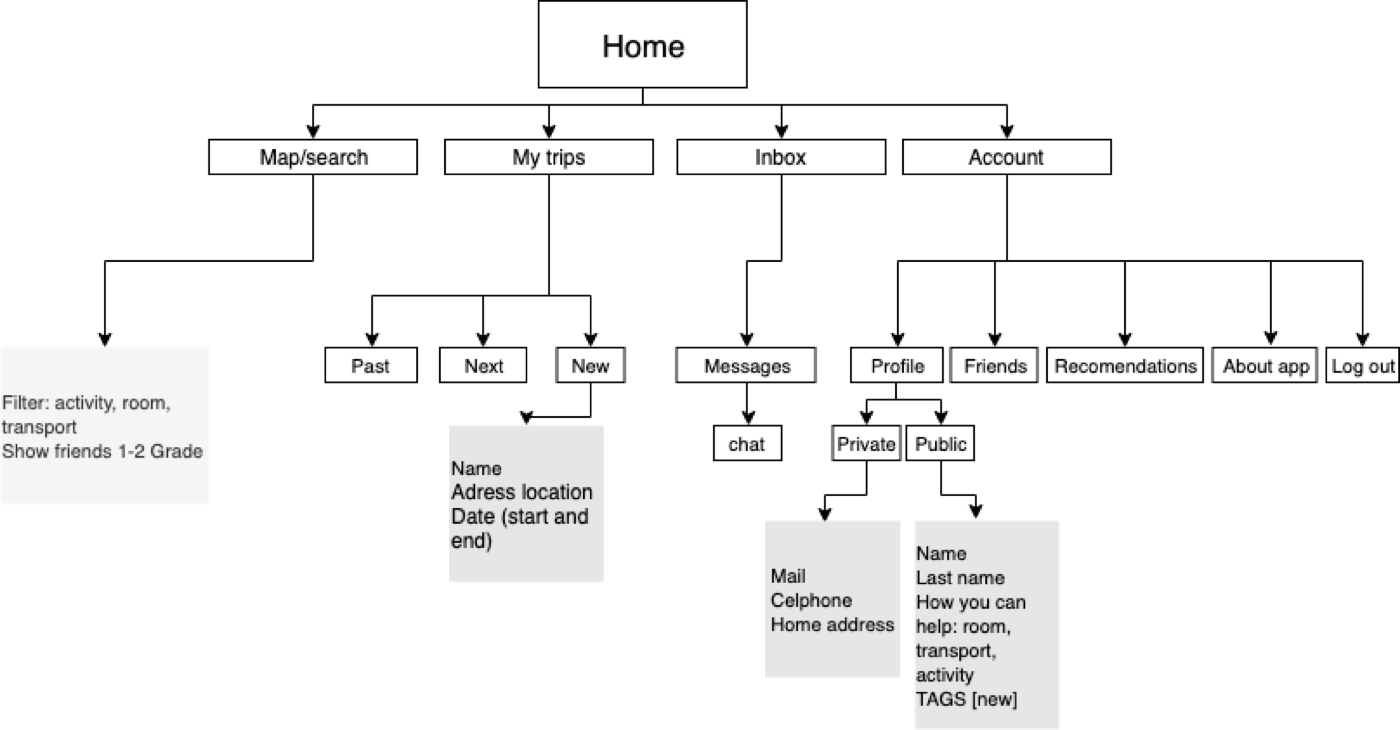 Home
Map/search
My trips
Inbox
Account
Past
Next
New
Messages
Profile
Friends
Recomendations
About app
Log out
Filter: activity, room,
transport
Show friends 1-2 Grade
chat
Private
Public
Name
Adress location
Date (start and
end)
Mail
Celphone
Home address
Name
Last name
How you can
help: room,
transport,
activity
TAGS [new]